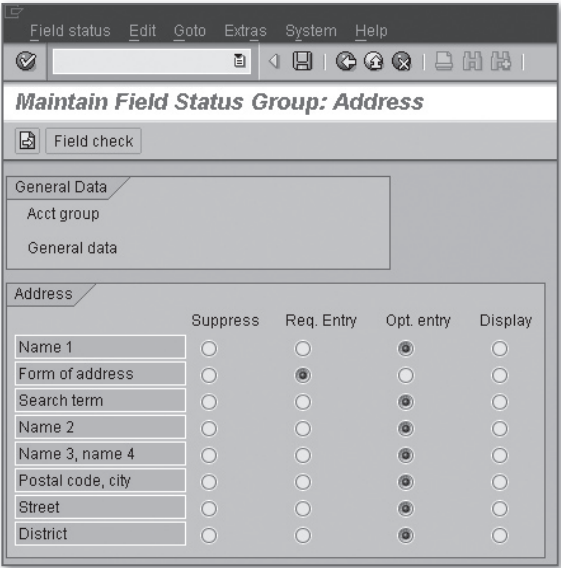 Field status Edit Goto Extras System Help
Maintain Field Status Group: Address
Field check
General Data
Acct group
General data
Address
Suppress Req. Entry Opt. entry Display
Name 1
Form of address
Search term
Name 2
Name 3, name 4
Postal code, city
Street
District